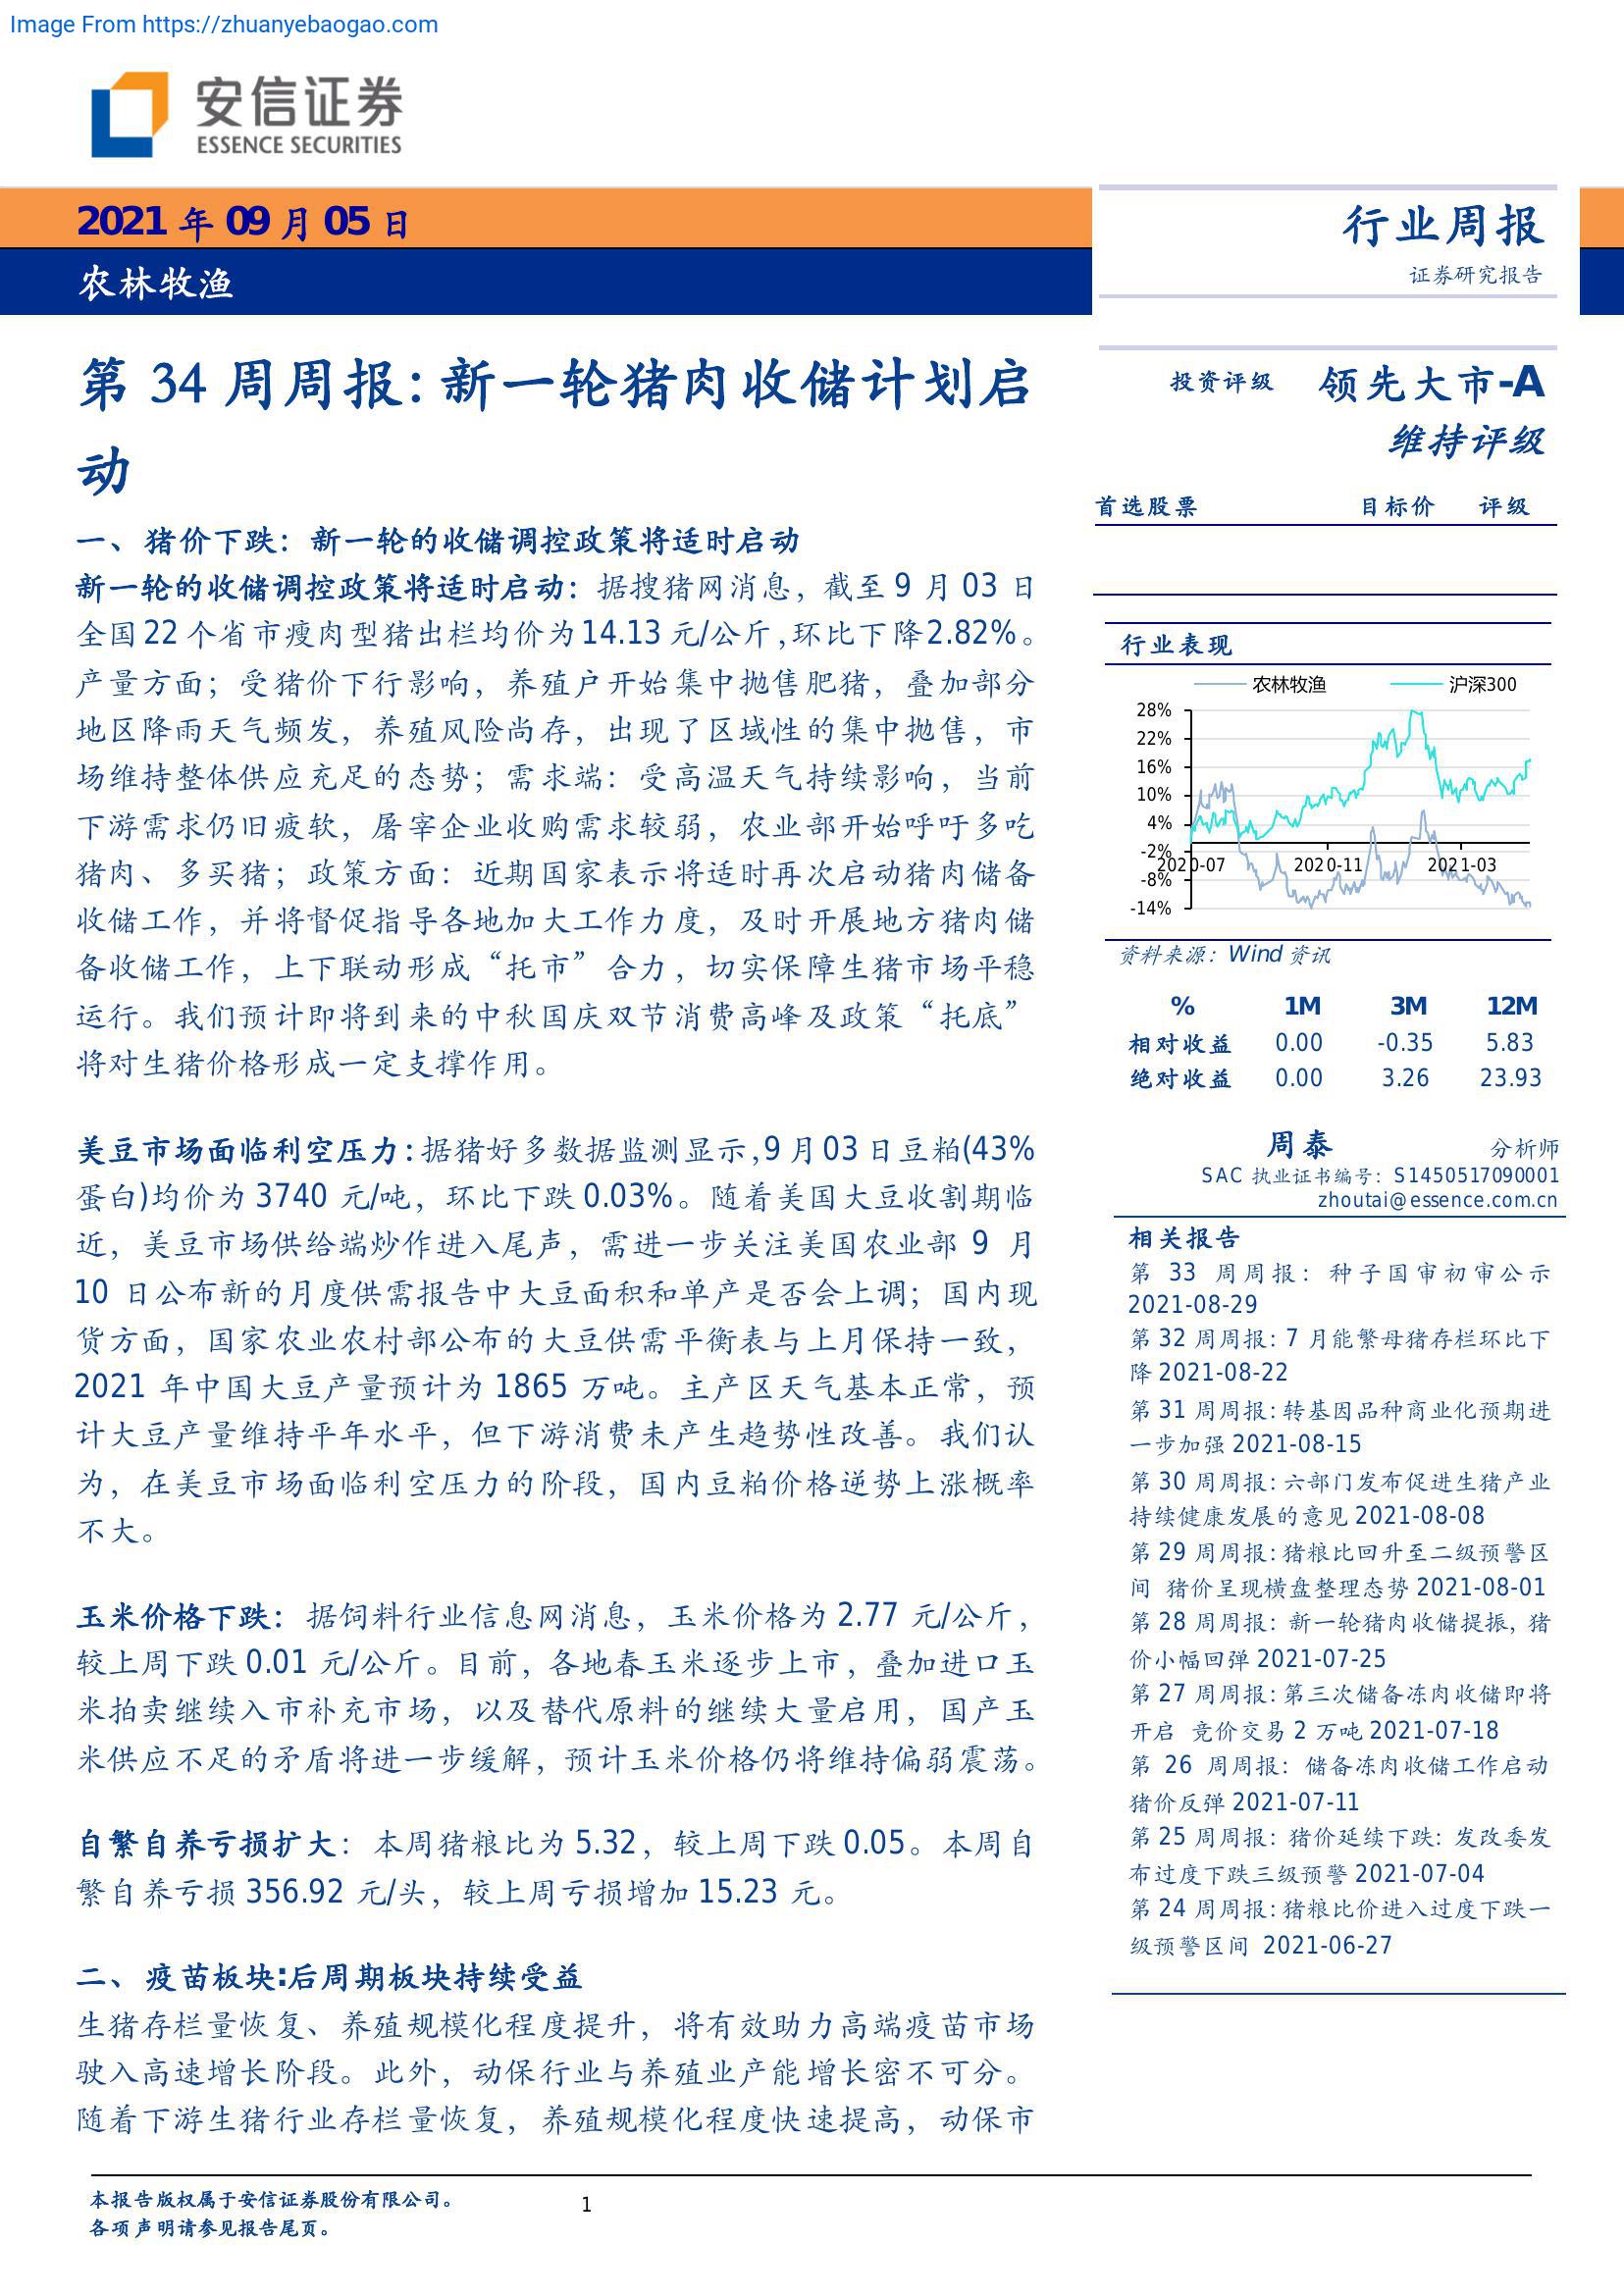 Image From https://zhuanyebaogao.com
安信证券
ESSENCE SECURITIES
2021 年 09 月 05 日
农林牧渔
行业周报
证券研究报告
第 34 周周报：新一轮猪肉收储计划启
动
一、猪价下跌：新一轮的收储调控政策将适时启动
新一轮的收储调控政策将适时启动：据搜猪网消息，截至 9 月 03 日
全国 22 个省市瘦肉型猪出栏均价为 14.13 元/公斤，环比下降 2.82%。
产量方面；受猪价下行影响，养殖户开始集中抛售肥猪，叠加部分
地区降雨天气频发，养殖风险尚存，出现了区域性的集中抛售，市
场维持整体供应充足的态势；需求端：受高温天气持续影响，当前
下游需求仍旧疲软，屠宰企业收购需求较弱，农业部开始呼吁多吃
猪肉、多买猪；政策方面：近期国家表示将适时再次启动猪肉储备
收储工作，并将督促指导各地加大工作力度，及时开展地方猪肉储
备收储工作，上下联动形成“托市”合力，切实保障生猪市场平稳
运行。我们预计即将到来的中秋国庆双节消费高峰及政策“托底”
将对生猪价格形成一定支撑作用。
美豆市场面临利空压力：据猪好多数据监测显示，9 月 03 日豆粕(43%
蛋白)均价为 3740 元/吨，环比下跌 0.03%。随着美国大豆收割期临
近，美豆市场供给端炒作进入尾声，需进一步关注美国农业部 9 月
10 日公布新的月度供需报告中大豆面积和单产是否会上调；国内现
货方面，国家农业农村部公布的大豆供需平衡表与上月保持一致，
2021 年中国大豆产量预计为 1865 万吨。主产区天气基本正常，预
计大豆产量维持平年水平，但下游消费未产生趋势性改善。我们认
为，在美豆市场面临利空压力的阶段，国内豆粕价格逆势上涨概率
不大。
玉米价格下跌：据饲料行业信息网消息，玉米价格为 2.77 元/公斤，
较上周下跌 0.01 元/公斤。目前，各地春玉米逐步上市，叠加进口玉
米拍卖继续入市补充市场，以及替代原料的继续大量启用，国产玉
米供应不足的矛盾将进一步缓解，预计玉米价格仍将维持偏弱震荡。
自繁自养亏损扩大：本周猪粮比为 5.32，较上周下跌 0.05。本周自
繁自养亏损 356.92 元/头，较上周亏损增加 15.23 元。
二、疫苗板块:后周期板块持续受益
生猪存栏量恢复、养殖规模化程度提升，将有效助力高端疫苗市场
驶入高速增长阶段。此外，动保行业与养殖业产能增长密不可分。
随着下游生猪行业存栏量恢复，养殖规模化程度快速提高，动保市
投资评级 领先大市-A
维持评级
首选股票 目标价 评级
行业表现
农林牧渔 沪深300
28%
22%
16%
10%
4%
-2%
-8%
-14%
2020-07 2020-11 2021-03
资料来源：Wind 资讯
% 1M 3M 12M
相对收益 0.00 -0.35 5.83
绝对收益 0.00 3.26 23.93
周泰 分析师
SAC 执业证书编号：S1450517090001
zhoutai@essence.com.cn
相关报告
第 33 周周报：种子国审初审公示
2021-08-29
第 32 周周报：7 月能繁母猪存栏环比下
降 2021-08-22
第 31 周周报：转基因品种商业化预期进
一步加强 2021-08-15
第 30 周周报：六部门发布促进生猪产业
持续健康发展的意见 2021-08-08
第 29 周周报：猪粮比回升至二级预警区
间 猪价呈现横盘整理态势 2021-08-01
第 28 周周报：新一轮猪肉收储提振，猪
价小幅回弹 2021-07-25
第 27 周周报：第三次储备冻肉收储即将
开启 竞价交易 2 万吨 2021-07-18
第 26 周周报：储备冻肉收储工作启动
猪价反弹 2021-07-11
第 25 周周报：猪价延续下跌：发改委发
布过度下跌三级预警 2021-07-04
第 24 周周报：猪粮比价进入过度下跌一
级预警区间 2021-06-27
本报告版权属于安信证券股份有限公司。
各项声明请参见报告尾页。
1